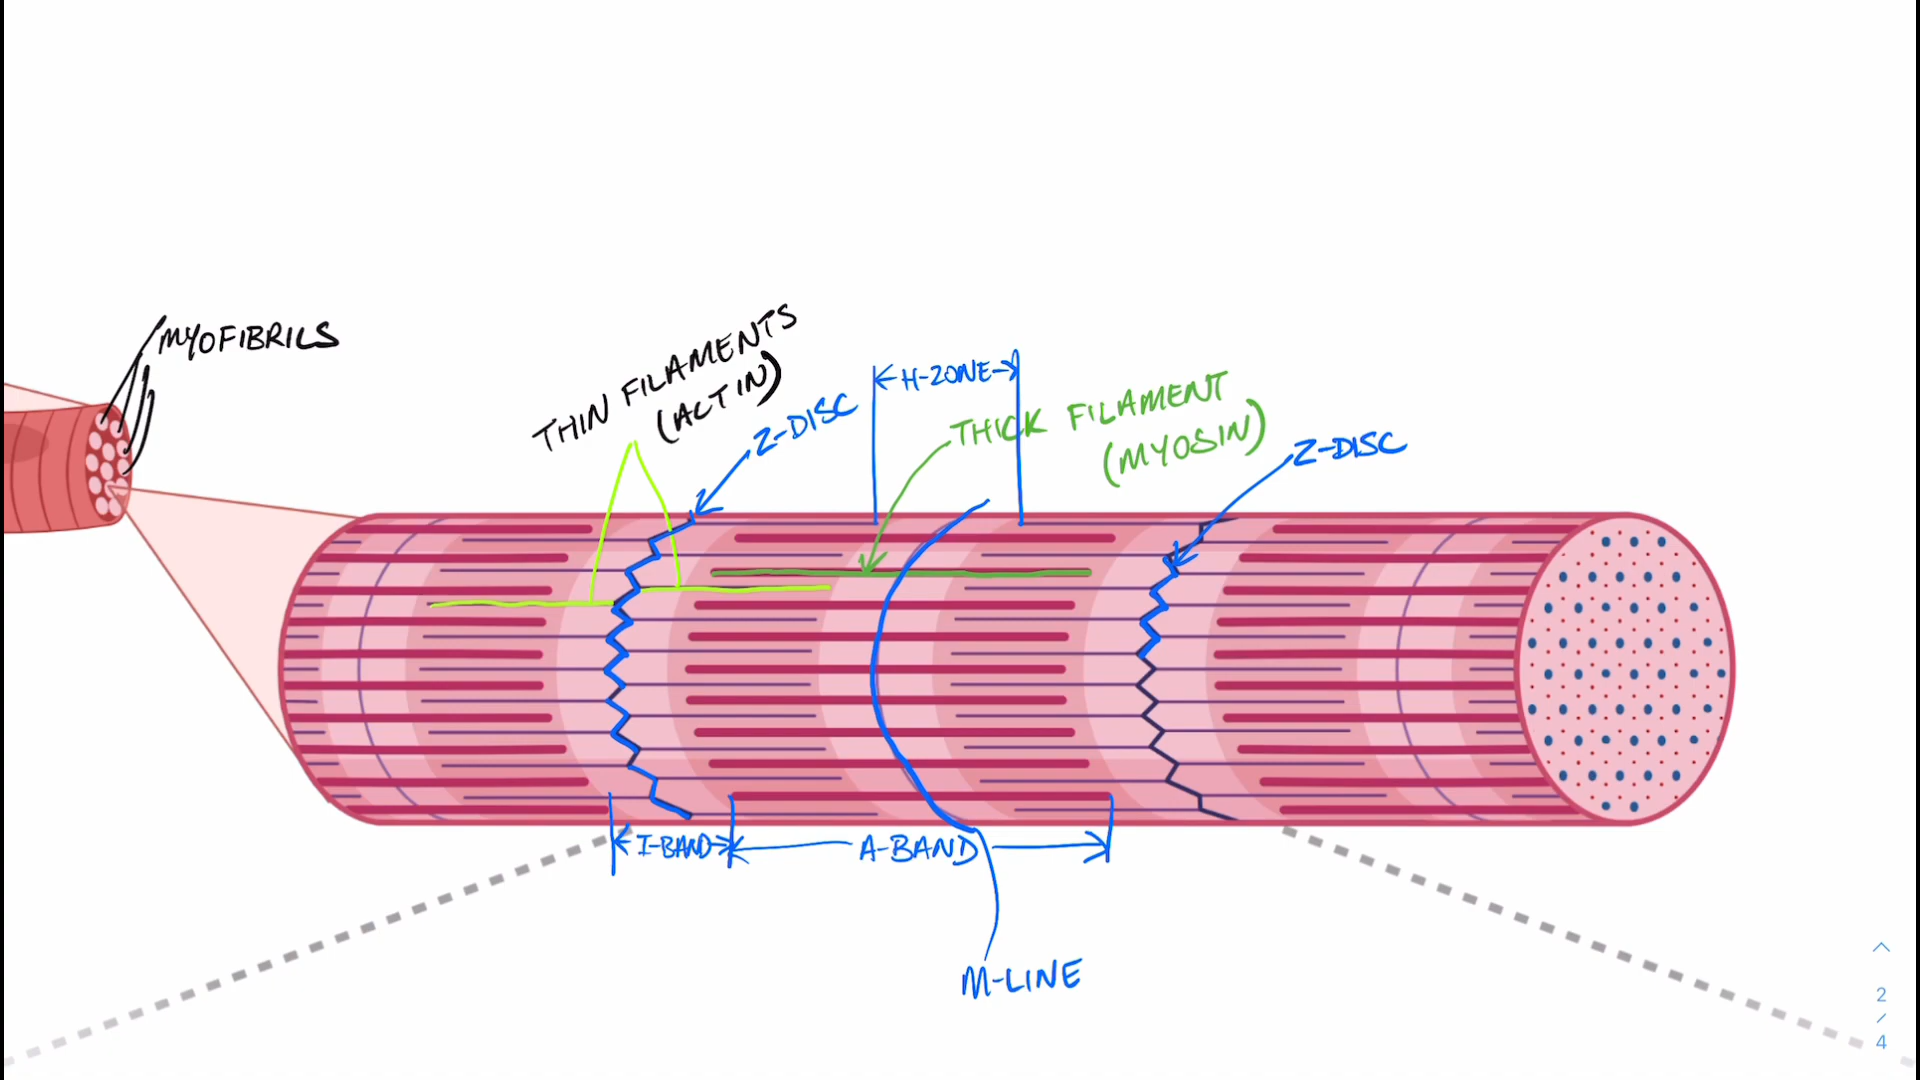 MYOFIBRILS
THIN FILAMENTS
(ACTIN)
Z-DISC
H-ZONE
THICK FILAMENT
(MYOSIN)
Z-DISC
I-BAND
A-BAND
M-LINE
2
/
4